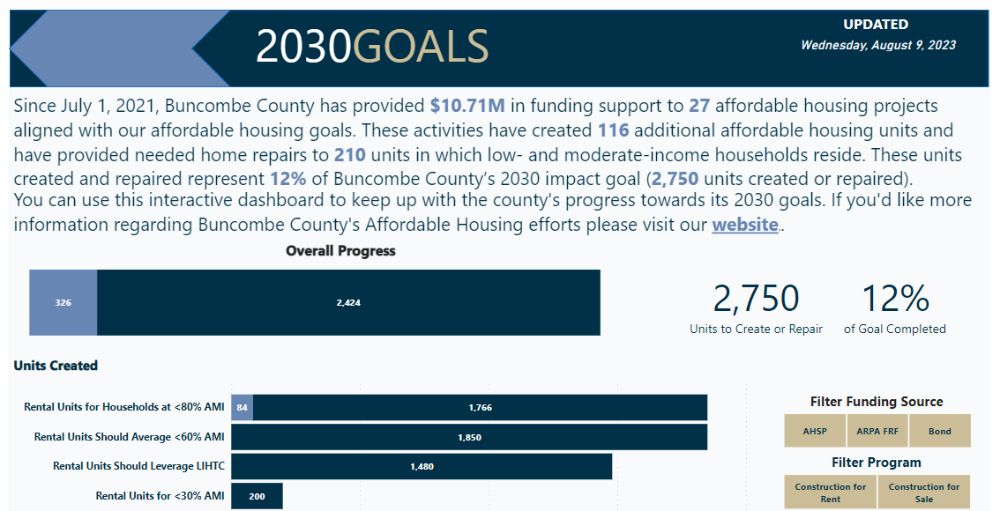 2030GOALS
UPDATED
Wednesday, August 9, 2023
Since July 1, 2021, Buncombe County has provided $10.71M in funding support to 27 affordable housing projects
aligned with our affordable housing goals. These activities have created 116 additional affordable housing units and
have provided needed home repairs to 210 units in which low- and moderate-income households reside. These units
created and repaired represent 12% of Buncombe County’s 2030 impact goal (2,750 units created or repaired).
You can use this interactive dashboard to keep up with the county's progress towards its 2030 goals. If you'd like more
information regarding Buncombe County's Affordable Housing efforts please visit our website..
Overall Progress
326
2,424
2,750
Units to Create or Repair
12%
of Goal Completed
Units Created
Rental Units for Households at <80% AMI
84
1,766
Rental Units Should Average <60% AMI
1,850
Rental Units Should Leverage LIHTC
1,480
Rental Units for <30% AMI
200
Filter Funding Source
AHSP
ARPA FRF
Bond
Filter Program
Construction for
Rent
Construction for
Sale